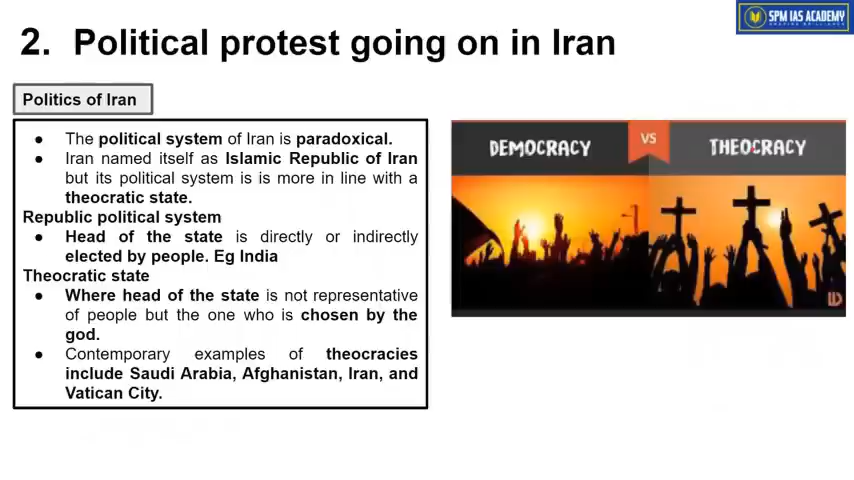 SPM IAS ACADEMY
SHAPING BRILLIANCE
2. Political protest going on in Iran
Politics of Iran
● The political system of Iran is paradoxical.
● Iran named itself as Islamic Republic of Iran
but its political system is is more in line with a
theocratic state.
Republic political system
● Head of the state is directly or indirectly
elected by people. Eg India
Theocratic state
● Where head of the state is not representative
of people but the one who is chosen by the
god.
● Contemporary examples of theocracies
include Saudi Arabia, Afghanistan, Iran, and
Vatican City.
DEMOCRACY VS THEOCRACY